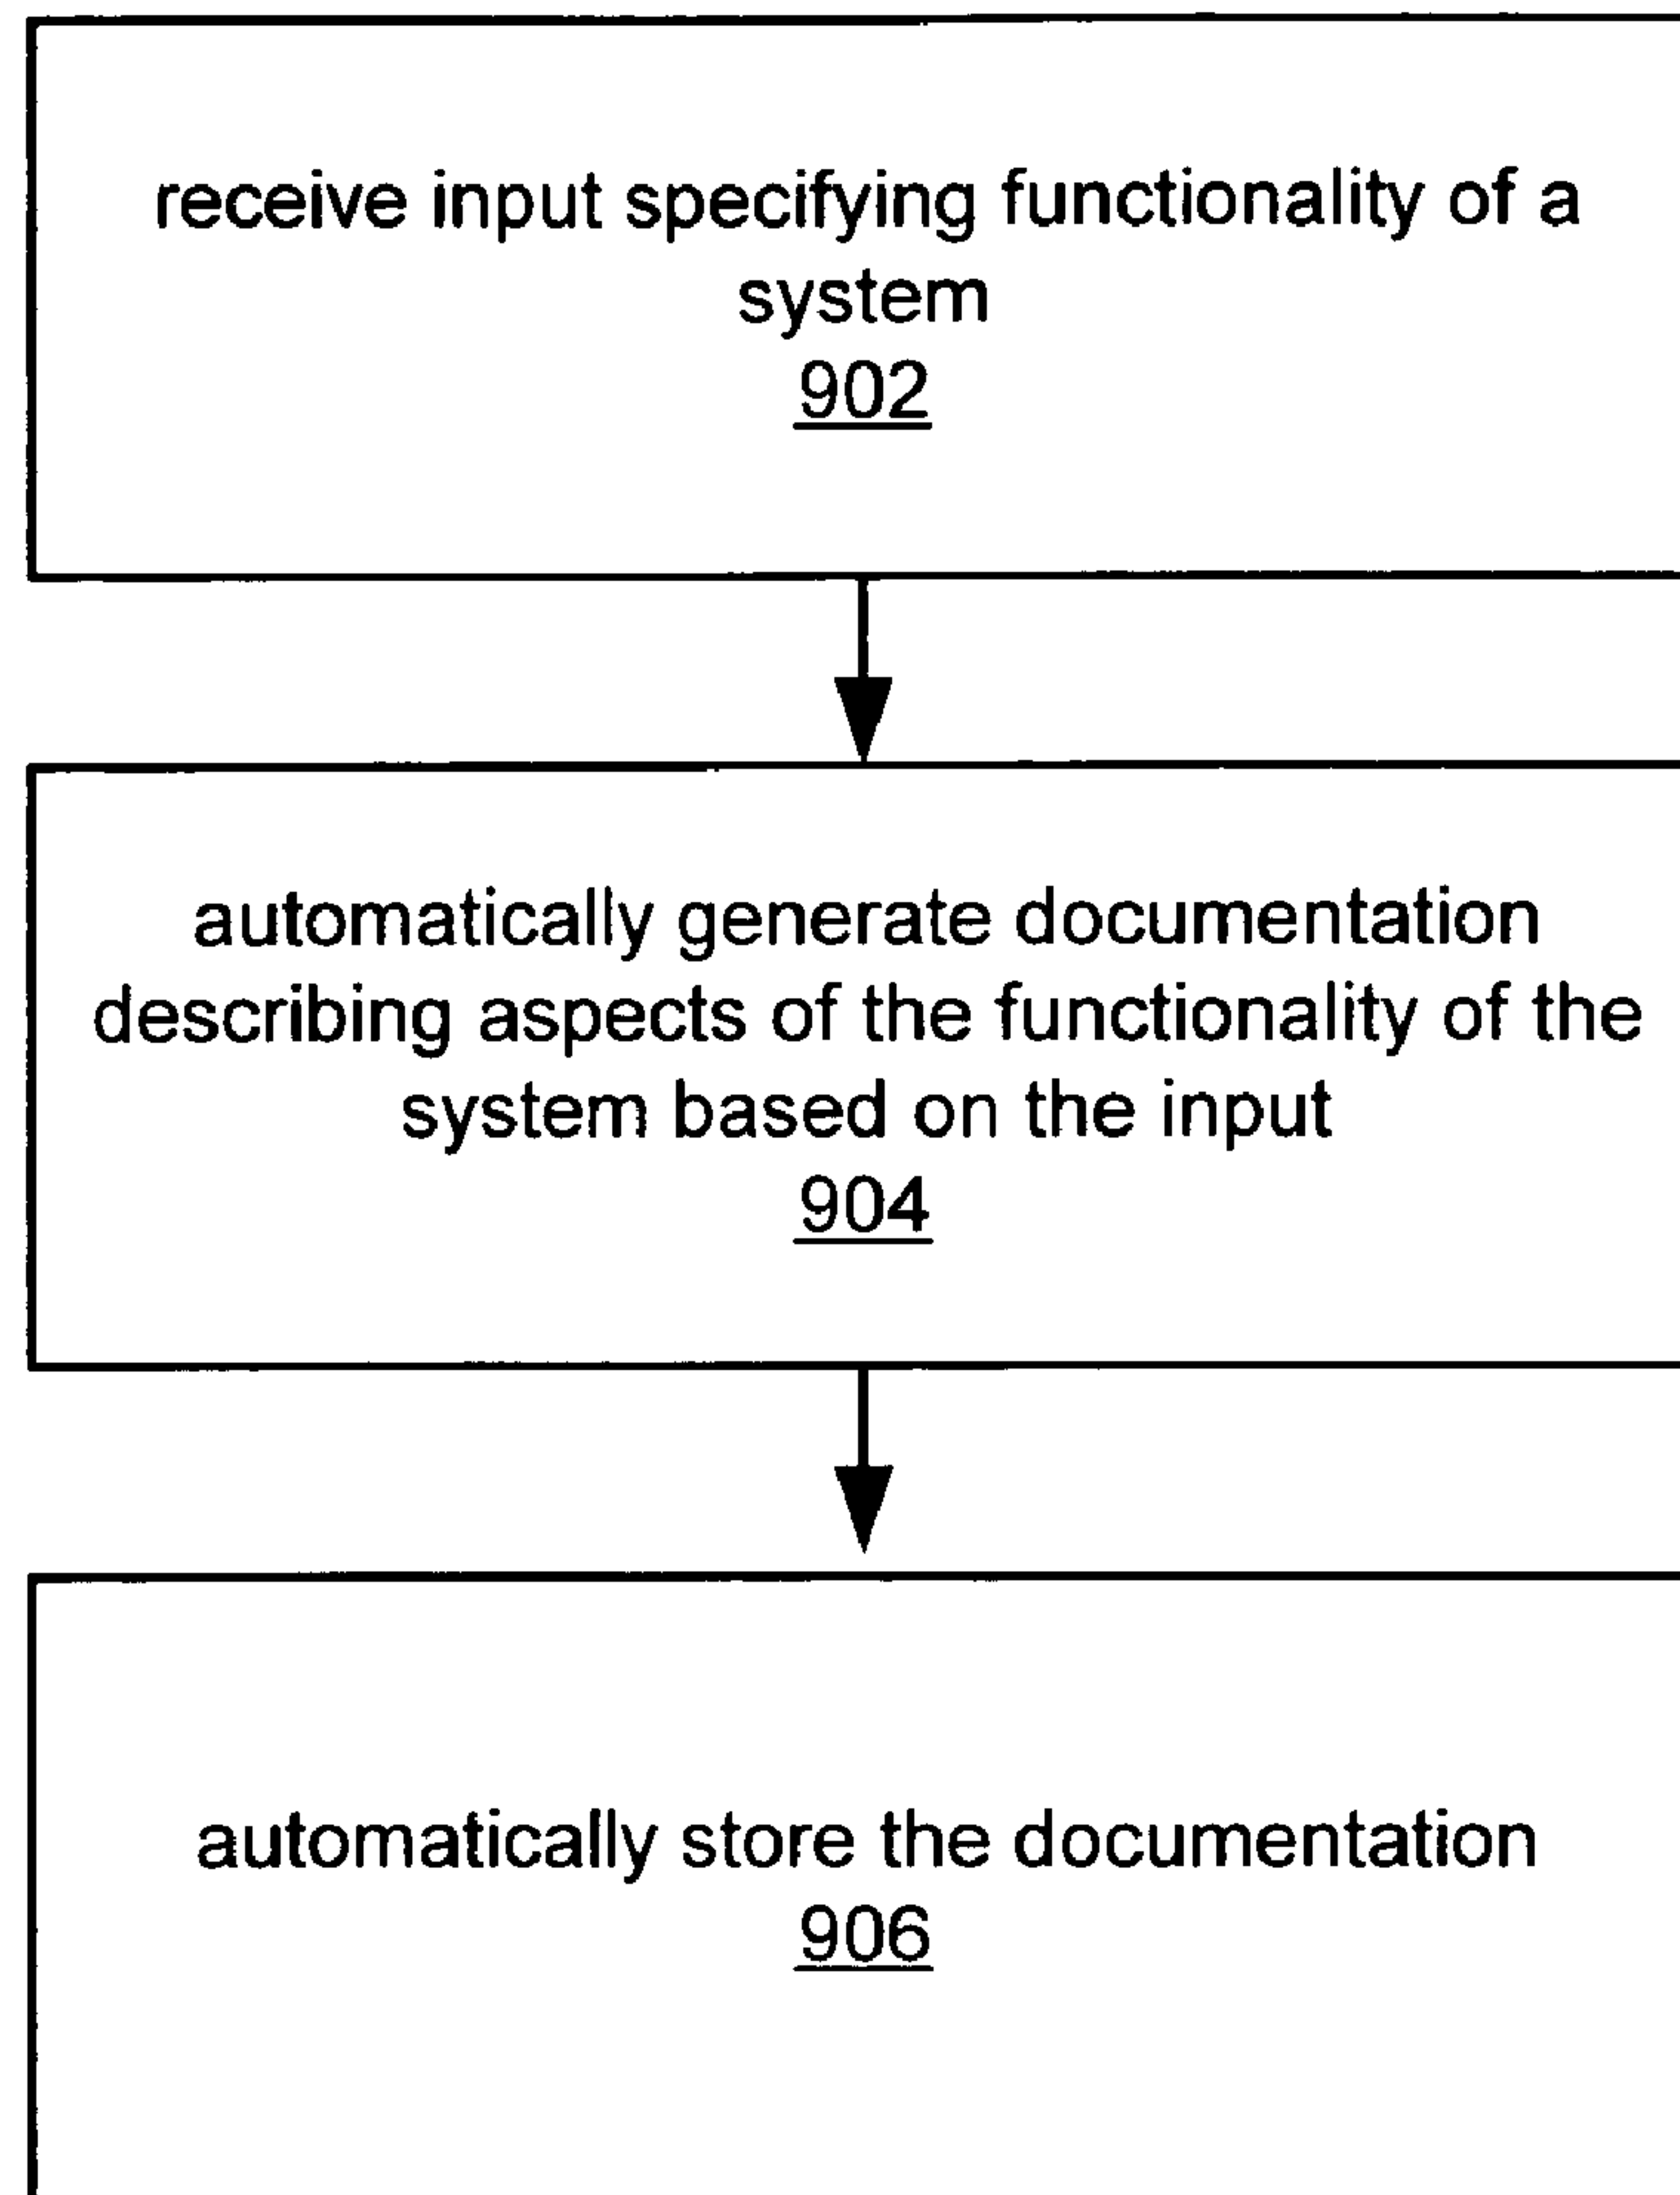 receive input specifying functionality of a
system
902
automatically generate documentation
describing aspects of the functionality of the
system based on the input
904
automatically store the documentation
906